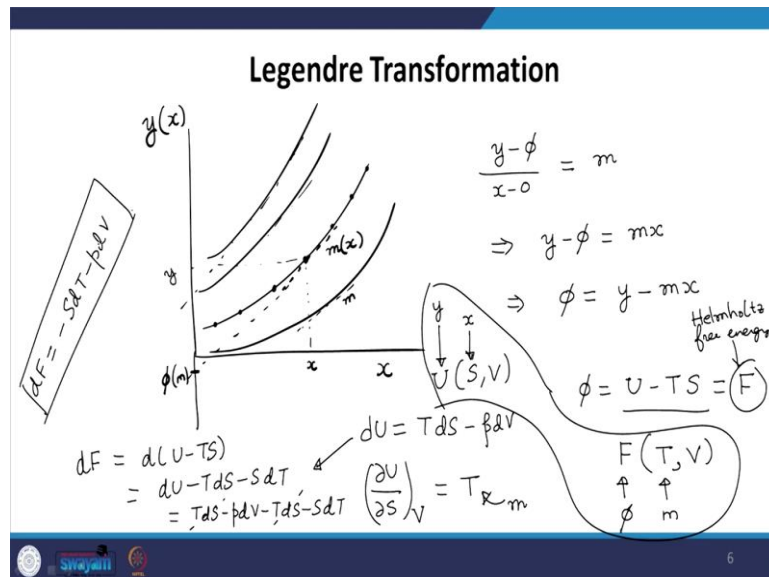 Legendre Transformation
y(x)
y
m(x)
m
ϕ(m)
x
x
dF = -SdT - pdV
(y-ϕ)/(x-0) = m
⇒ y-ϕ = mx
⇒ ϕ = y-mx
Helmholtz
free energy
y x
U(S,V)
ϕ = U-TS = F
F(T,V)
ϕ m
dU = TdS - pdV
(∂U/∂S)_V = T
m
dF = d(U-TS)
= dU-TdS-SdT
= TdS-pdV-TdS-SdT
swayam
6